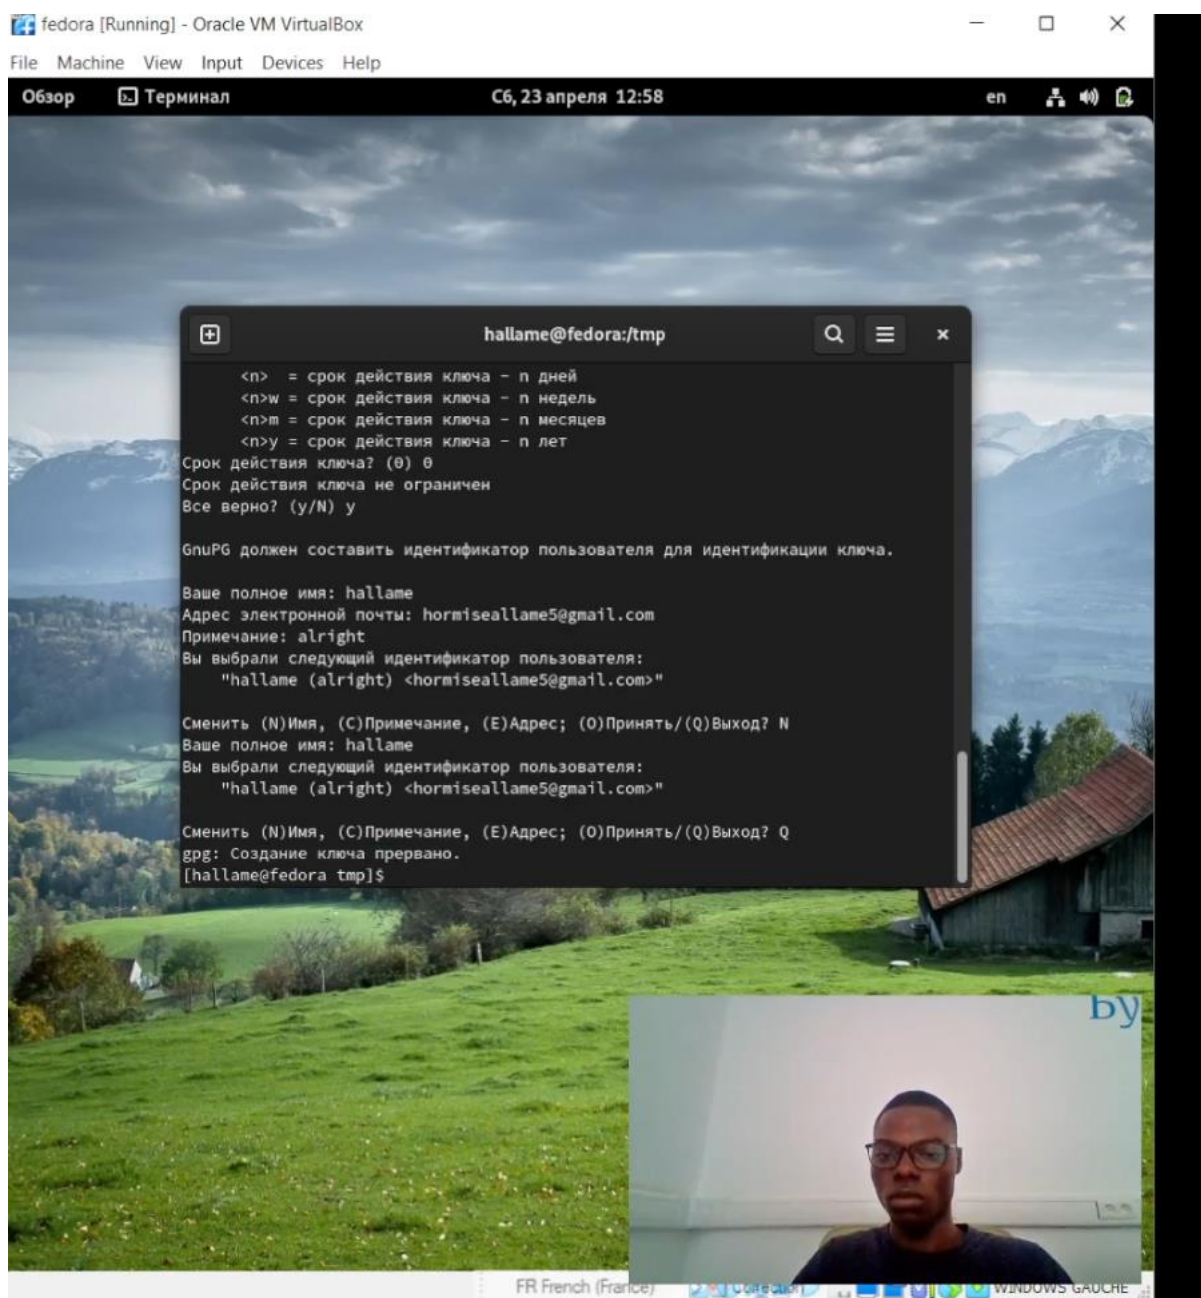 fedora [Running] - Oracle VM VirtualBox
File Machine View Input Devices Help
Обзор Терминал Сб, 23 апреля 12:58 en
hallame@fedora:/tmp
<n> = срок действия ключа - n дней
<n>w = срок действия ключа - n недель
<n>m = срок действия ключа - n месяцев
<n>y = срок действия ключа - n лет
Срок действия ключа? (0) 0
Срок действия ключа не ограничен
Все верно? (y/N) y
GnuPG должен составить идентификатор пользователя для идентификации ключа.
Ваше полное имя: hallame
Адрес электронной почты: hormiseallame5@gmail.com
Примечание: alright
Вы выбрали следующий идентификатор пользователя:
"hallame (alright) <hormiseallame5@gmail.com>"
Сменить (N)Имя, (C)Примечание, (E)Адрес; (O)Принять/(Q)Выход? N
Ваше полное имя: hallame
Вы выбрали следующий идентификатор пользователя:
"hallame (alright) <hormiseallame5@gmail.com>"
Сменить (N)Имя, (C)Примечание, (E)Адрес; (O)Принять/(Q)Выход? Q
gpg: Создание ключа прервано.
[hallame@fedora tmp]$
by
FR French (France) WINDOWS GAUCHE